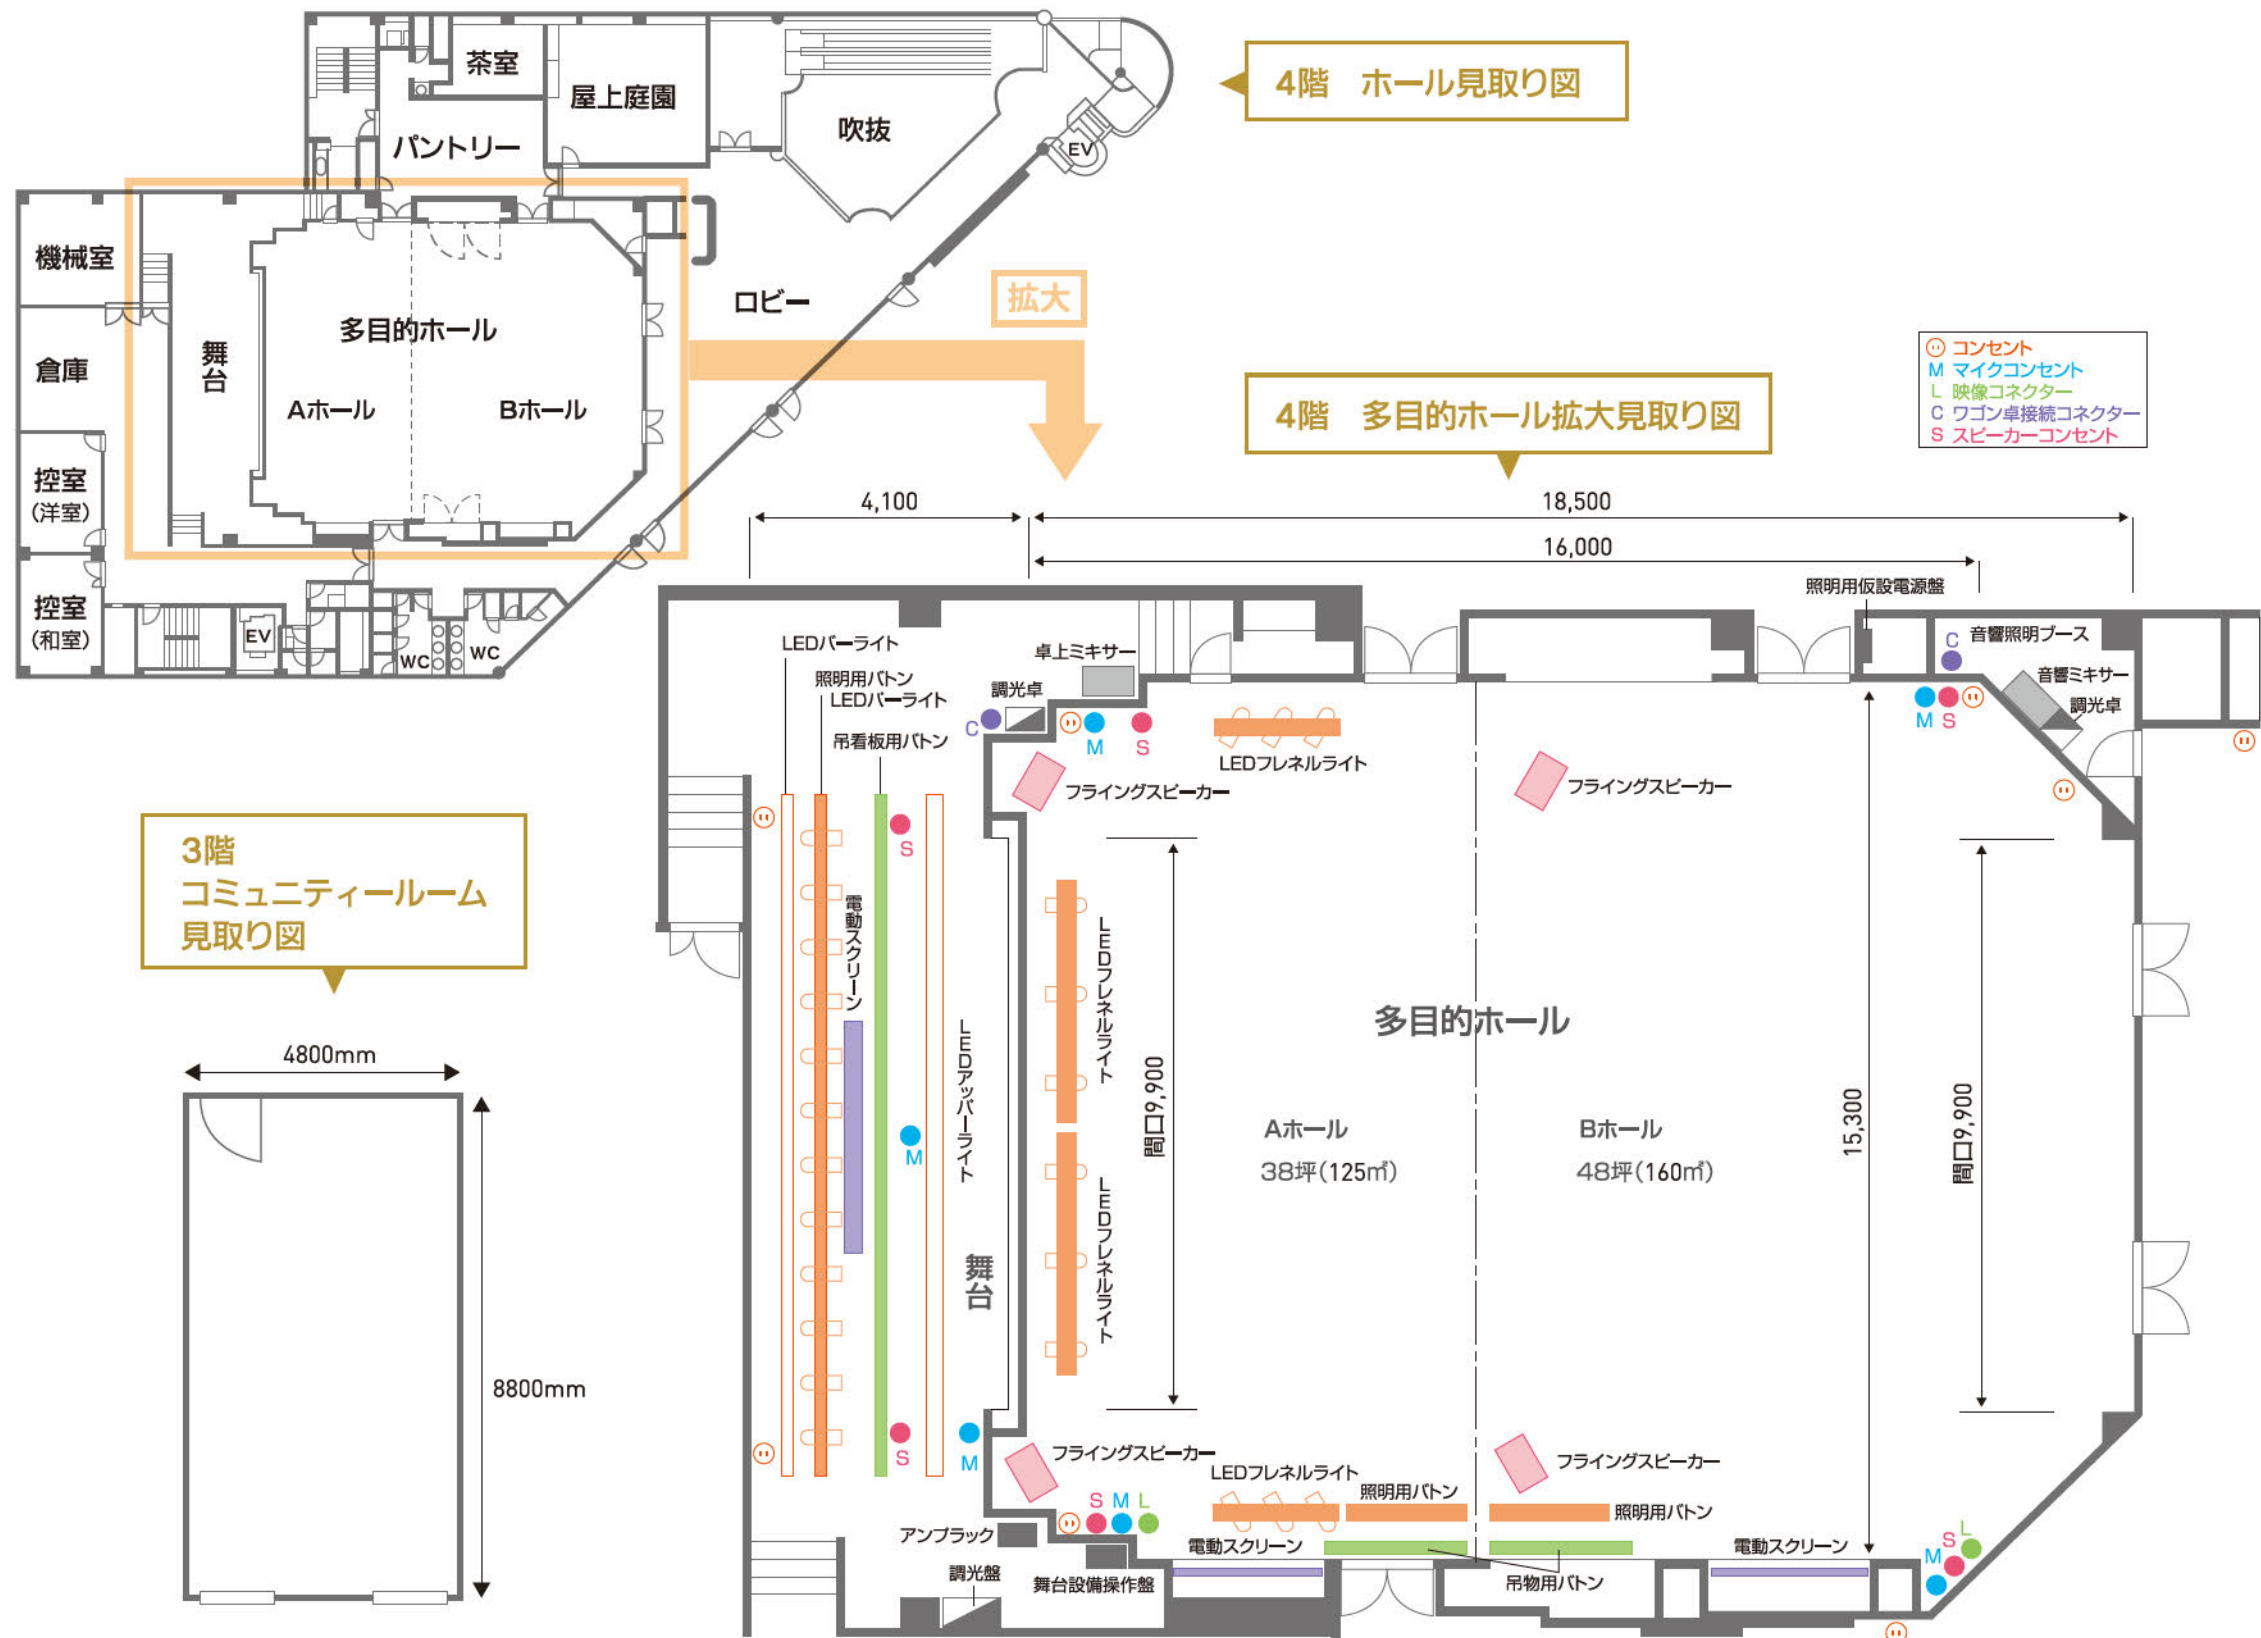 茶室
屋上庭園
吹抜
パントリー
EV
4階 ホール見取り図
機械室
倉庫
舞台
多目的ホール
Aホール
Bホール
ロビー
控室
(洋室)
控室
(和室)
EV
WC
WC
拡大
4階 多目的ホール拡大見取り図
コンセント
M マイクコンセント
L 映像コネクター
C ワゴン卓接続コネクター
S スピーカーコンセント
4,100
18,500
16,000
照明用仮設電源盤
LEDバーライト
照明用バトン
LEDバーライト
吊看板用バトン
卓上ミキサー
調光卓
C
M
S
LEDフレネルライト
フライングスピーカー
フライングスピーカー
C
音響照明ブース
音響ミキサー
調光卓
M
S
S
電動スクリーン
LEDアッパーライト
M
LEDフレネルライト
LEDフレネルライト
間口9,900
多目的ホール
Aホール
38坪(125㎡)
Bホール
48坪(160㎡)
15,300
間口9,900
舞台
S
M
フライングスピーカー
フライングスピーカー
LEDフレネルライト
照明用バトン
照明用バトン
S M L
アンプラック
調光盤
舞台設備操作盤
電動スクリーン
吊物用バトン
電動スクリーン
M
S
L
3階
コミュニティールーム
見取り図
4800mm
8800mm